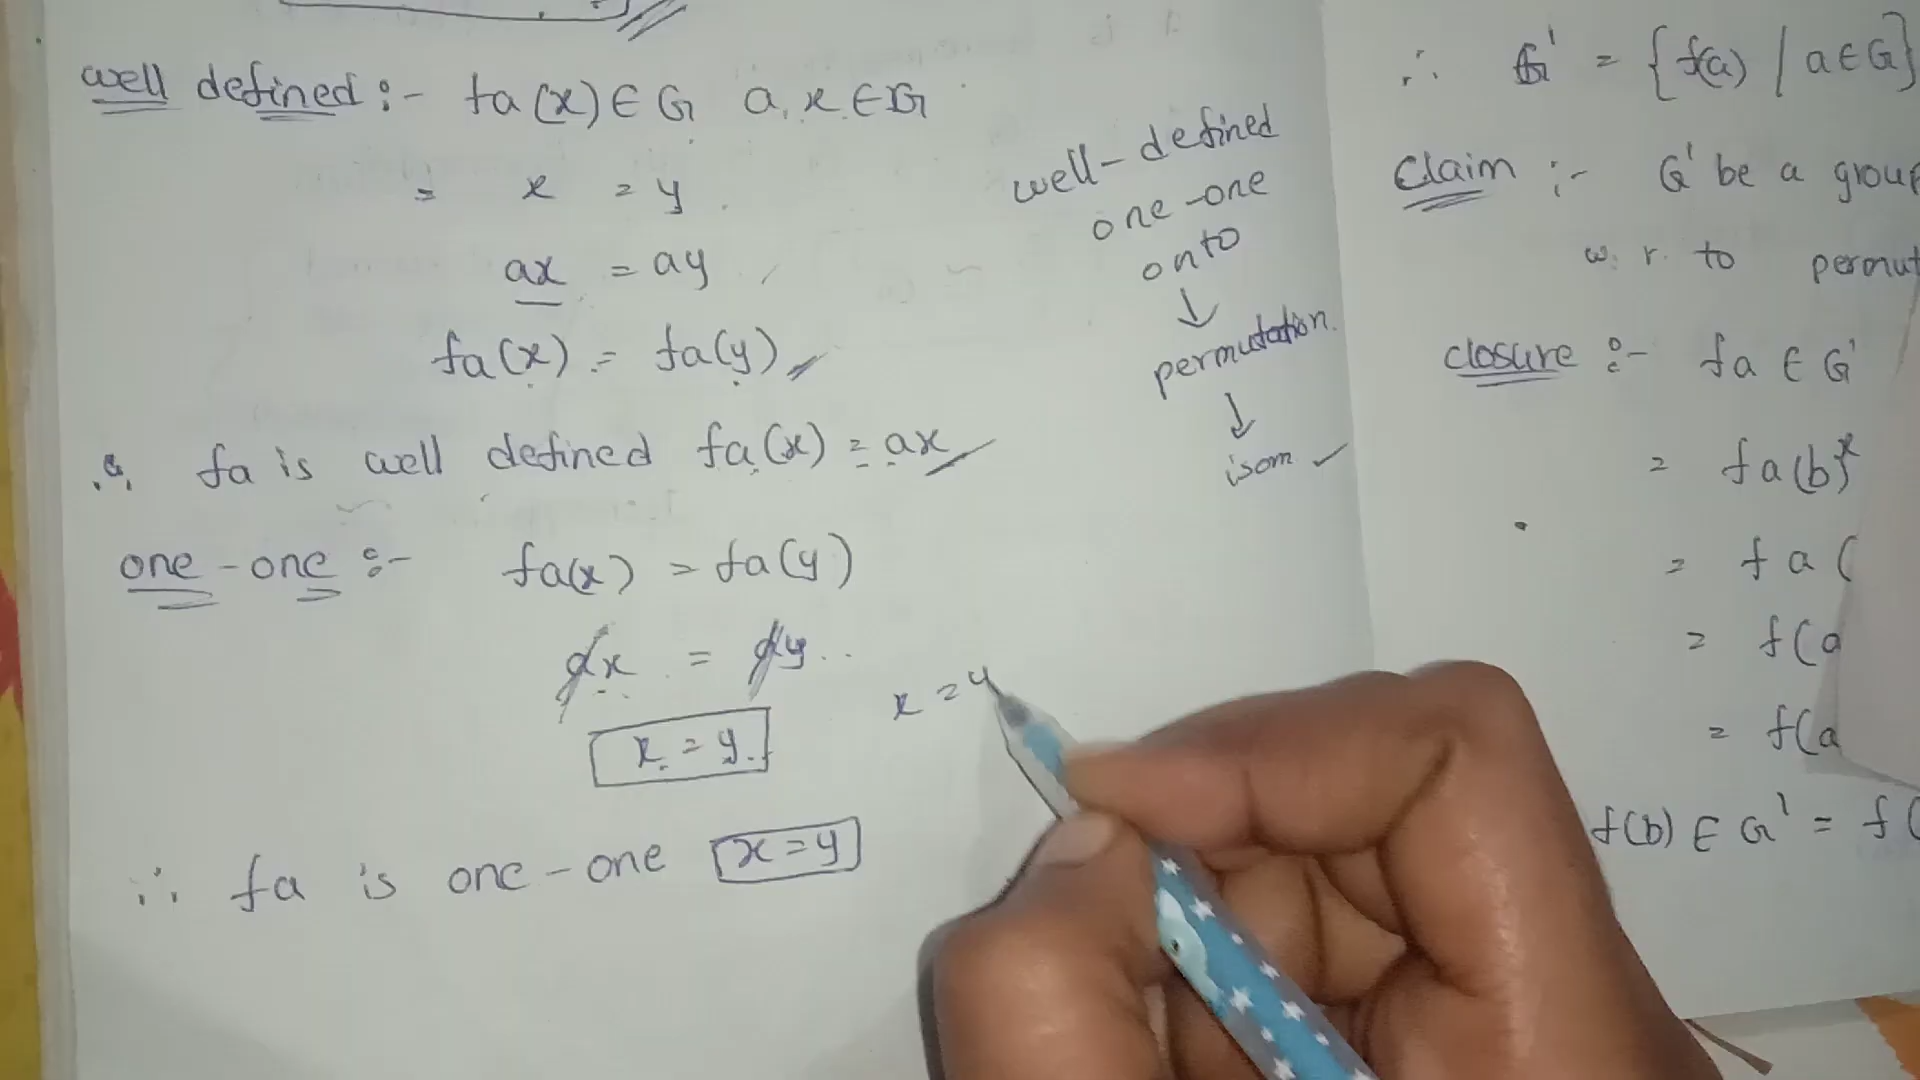 well defined :- fa(x) ∈ G a, x ∈ G
= x = y
ax = ay
fa(x) = fa(y)
∴ fa is well defined fa(x) = ax
one-one :- fa(x) = fa(y)
ax = ay
x = y
x = y
∴ fa is one-one x = y
well-defined
one-one
onto
↓
permutation.
↓
isom ✓
∴ G' = {f(a) / a ∈ G}
Claim :- G' be a group
w. r. to
closure :- fa ∈ G'
= fa(b)x
= fa(
= f(a
= f(a
f(b) ∈ G' = f(